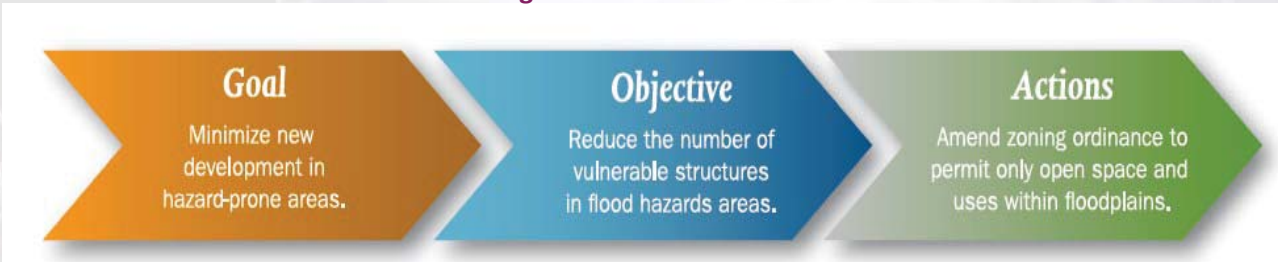 Goal
Minimize new
development in
hazard-prone areas.
Objective
Reduce the number of
vulnerable structures
in flood hazards areas.
Actions
Amend zoning ordinance to
permit only open space and
uses within floodplains.